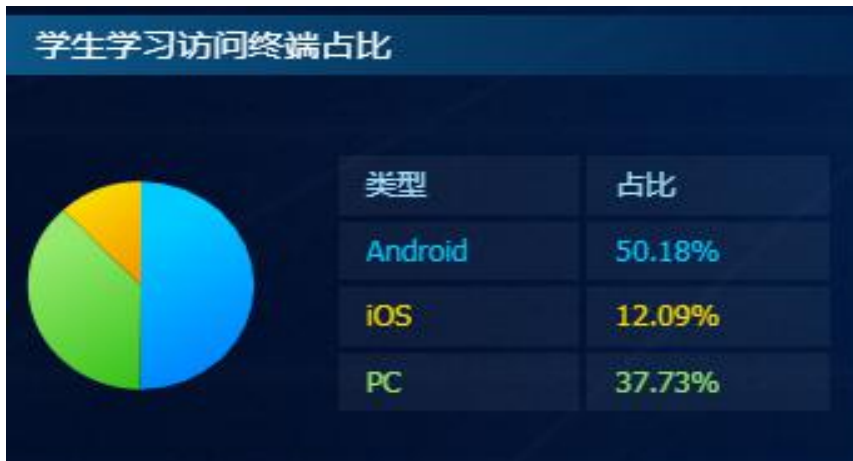 学生学习访问终端占比
类型 占比
Android 50.18%
iOS 12.09%
PC 37.73%